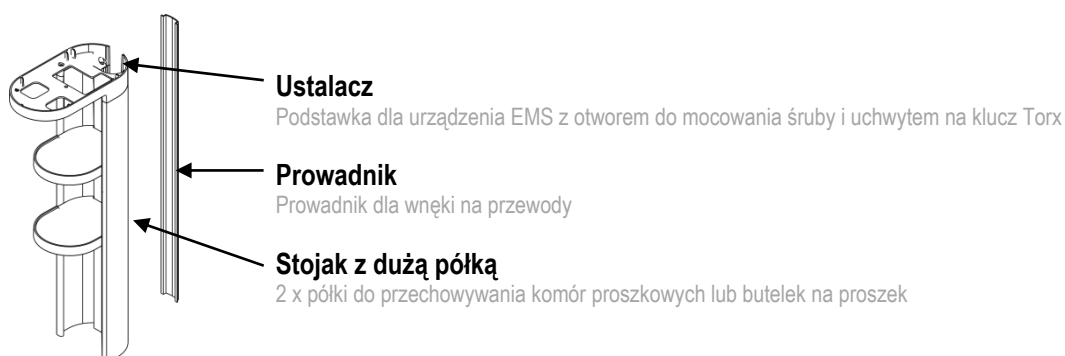 Ustalacz
Podstawka dla urządzenia EMS z otworem do mocowania śruby i uchwytem na klucz Torx
Prowadnik
Prowadnik dla wnęki na przewody
Stojak z dużą półką
2 x półki do przechowywania komór proszkowych lub butelek na proszek